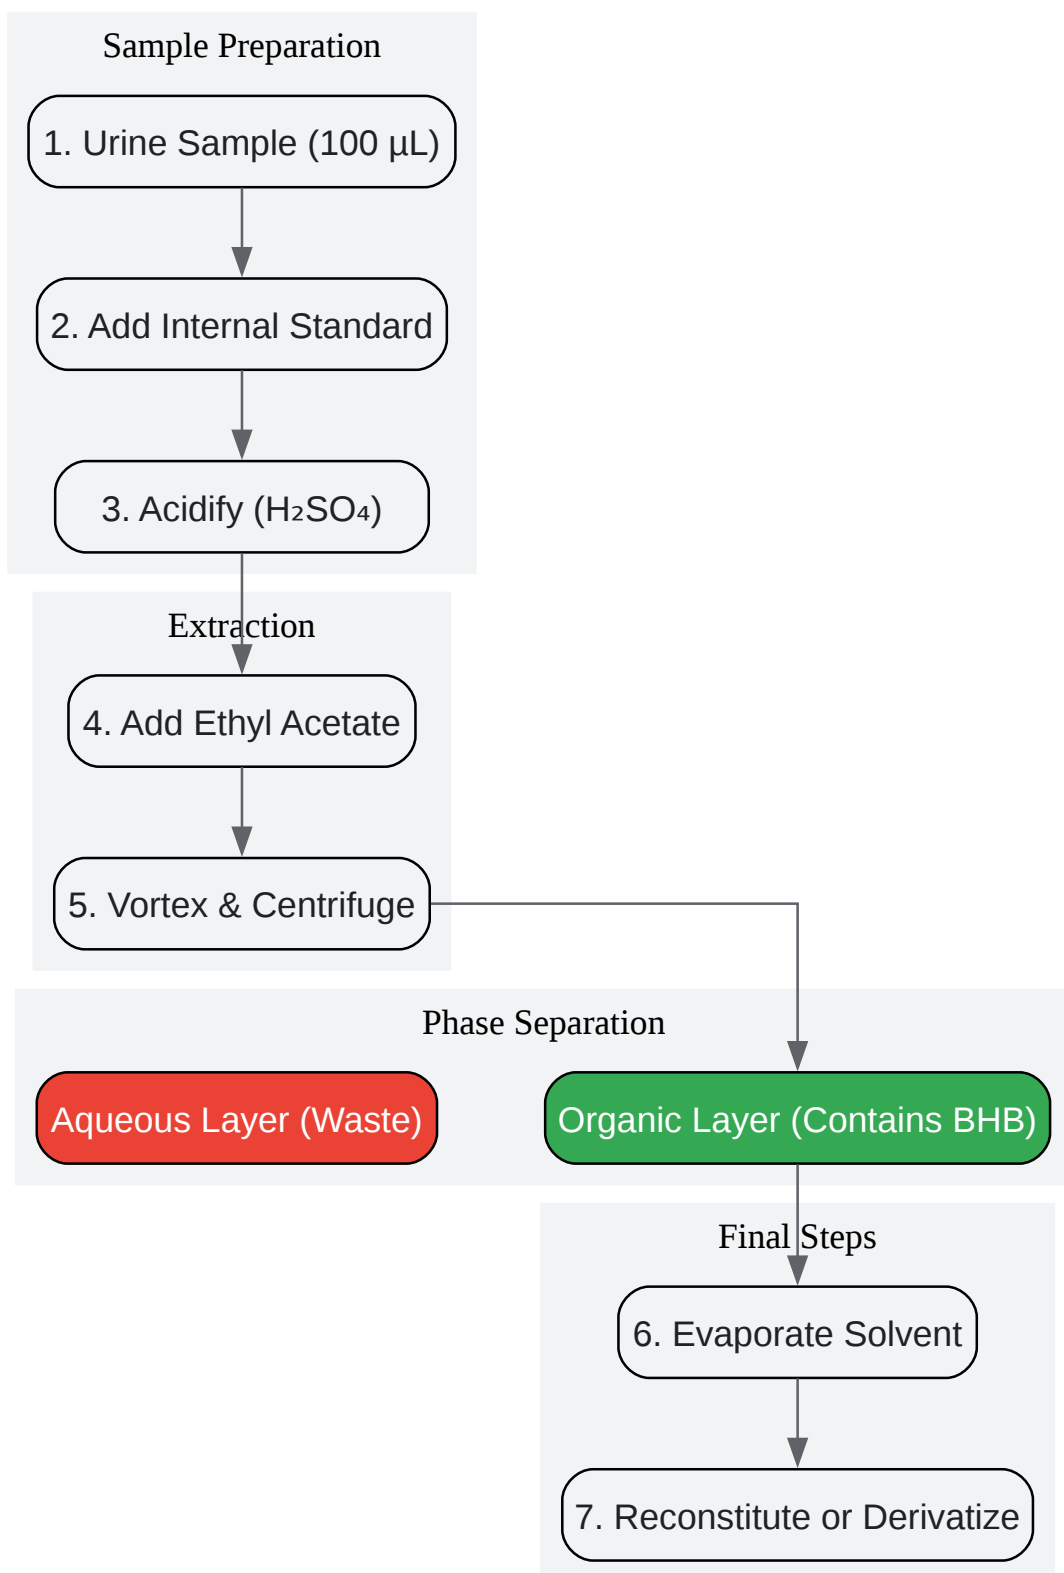 Sample Preparation
1. Urine Sample (100 µL)
2. Add Internal Standard
3. Acidify (H₂SO₄)
Extraction
4. Add Ethyl Acetate
5. Vortex & Centrifuge
Phase Separation
Aqueous Layer (Waste)
Organic Layer (Contains BHB)
Final Steps
6. Evaporate Solvent
7. Reconstitute or Derivatize